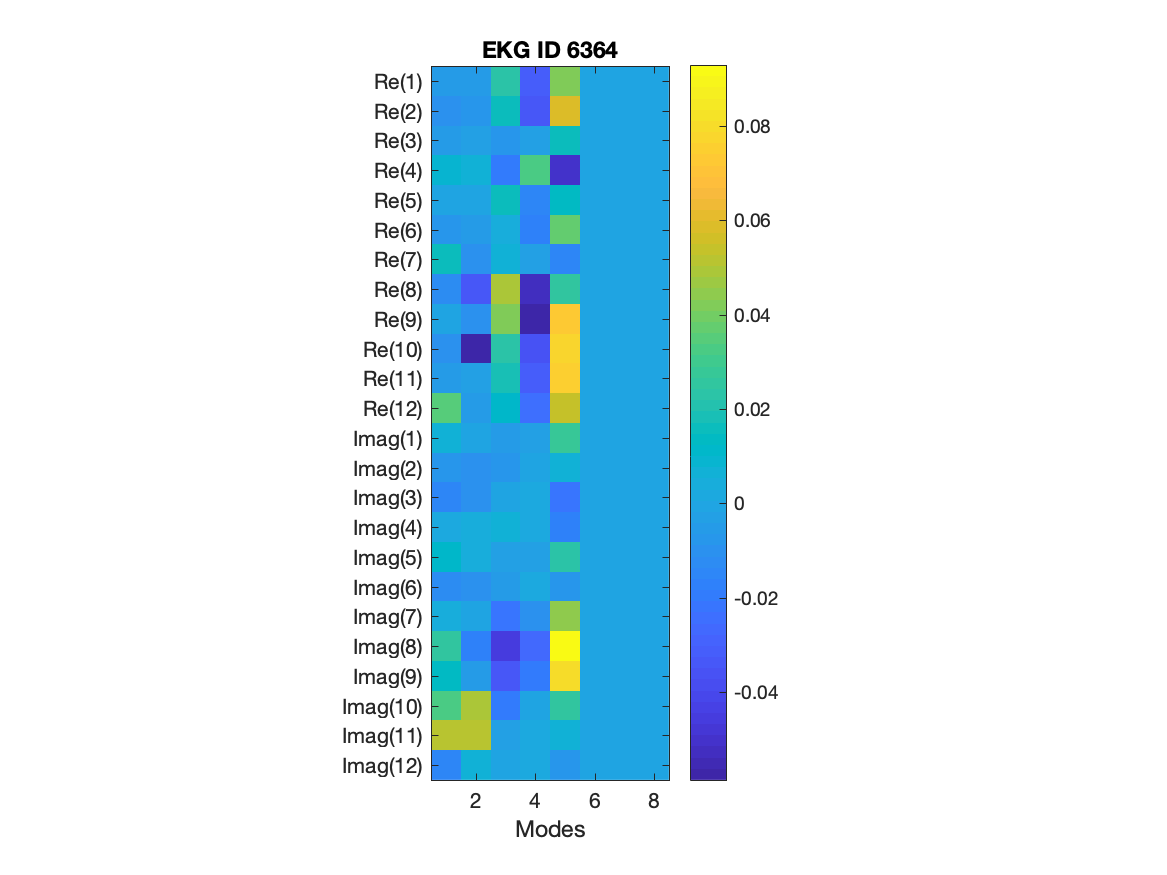 EKG ID 6364
Re(1)
Re(2)
Re(3)
Re(4)
Re(5)
Re(6)
Re(7)
Re(8)
Re(9)
Re(10)
Re(11)
Re(12)
Imag(1)
Imag(2)
Imag(3)
Imag(4)
Imag(5)
Imag(6)
Imag(7)
Imag(8)
Imag(9)
Imag(10)
Imag(11)
Imag(12)
2 4 6 8
Modes
0.08
0.06
0.04
0.02
0
-0.02
-0.04